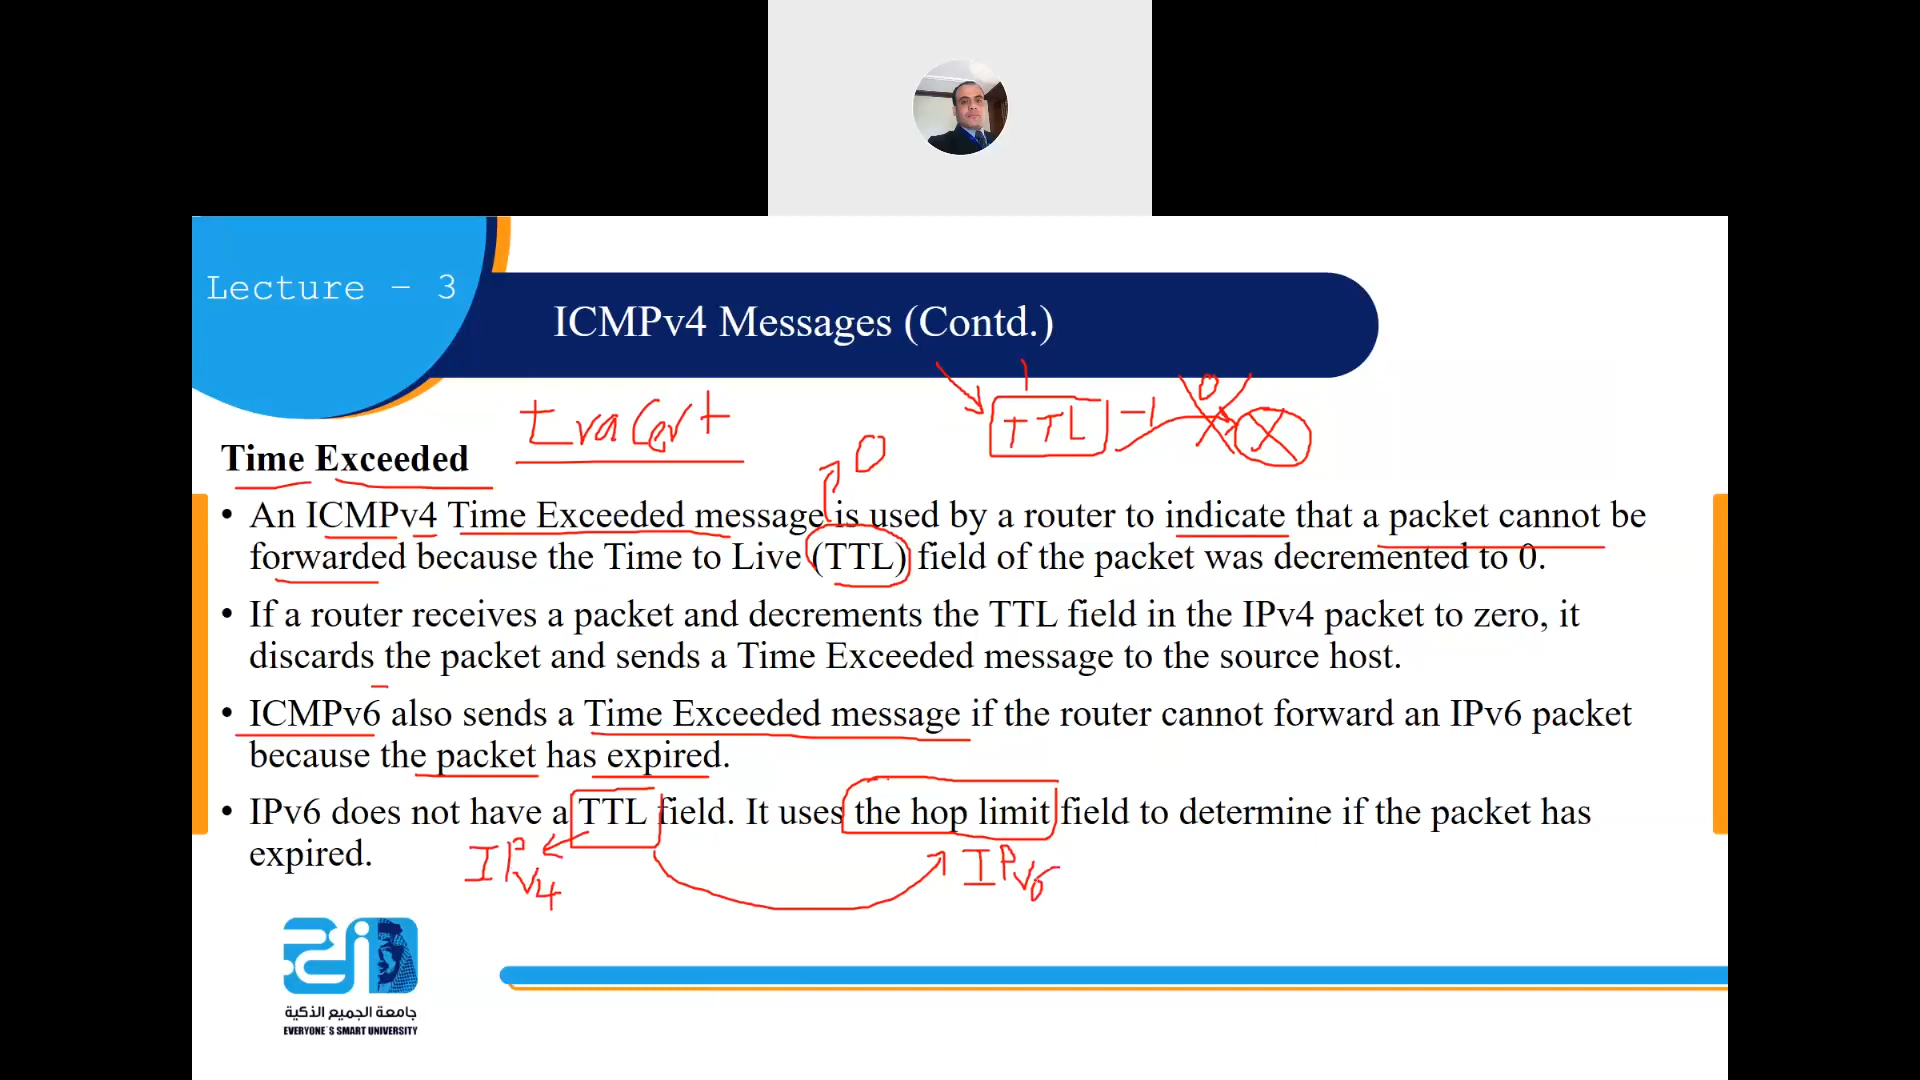 Lecture - 3
ICMPv4 Messages (Contd.)
tracert
TTL -1 0
0
Time Exceeded
• An ICMPv4 Time Exceeded message is used by a router to indicate that a packet cannot be
forwarded because the Time to Live (TTL) field of the packet was decremented to 0.
• If a router receives a packet and decrements the TTL field in the IPv4 packet to zero, it
discards the packet and sends a Time Exceeded message to the source host.
• ICMPv6 also sends a Time Exceeded message if the router cannot forward an IPv6 packet
because the packet has expired.
• IPv6 does not have a TTL field. It uses the hop limit field to determine if the packet has
expired.
IPv4
IPv6
جامعة الجميع الذكية
EVERYONE`S SMART UNIVERSITY